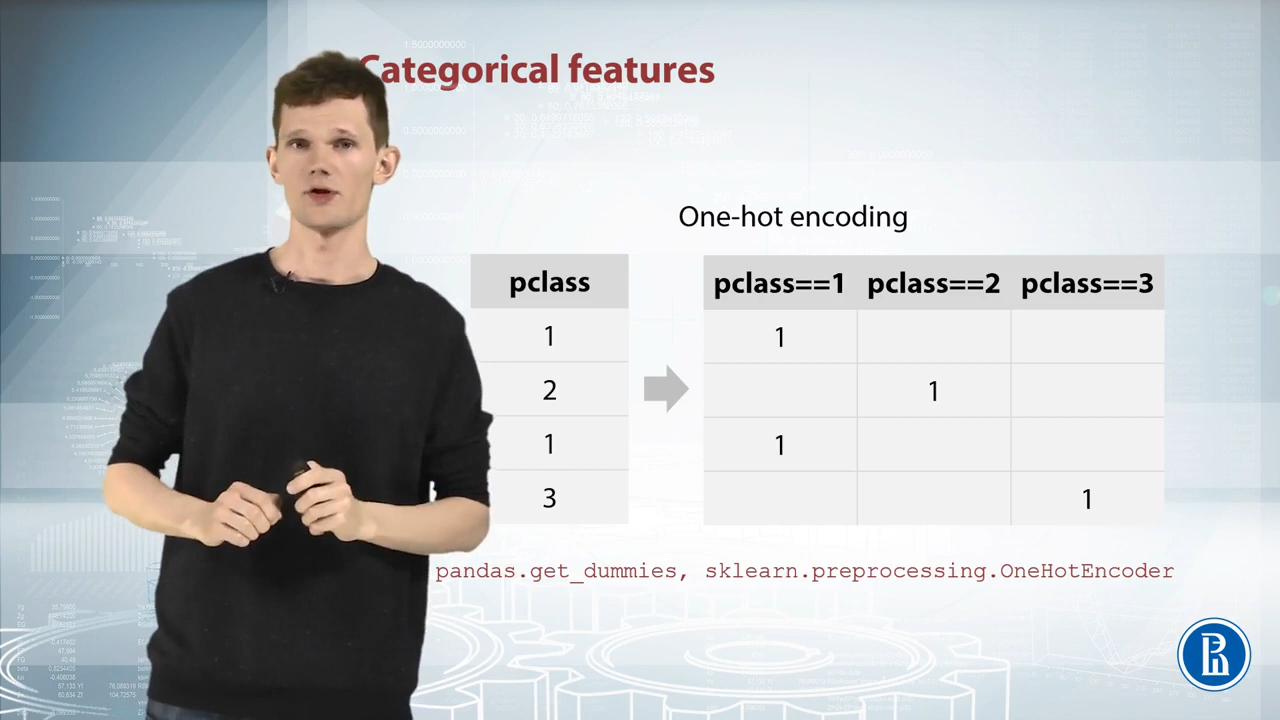 Categorical features
One-hot encoding
pclass
1
2
1
3
pclass==1 pclass==2 pclass==3
1
1
1
1
pandas.get_dummies, sklearn.preprocessing.OneHotEncoder